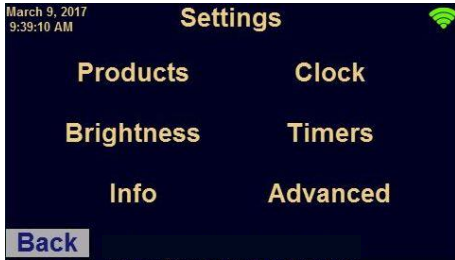 March 9, 2017
9:39:10 AM
Settings
Products
Clock
Brightness
Timers
Info
Advanced
Back